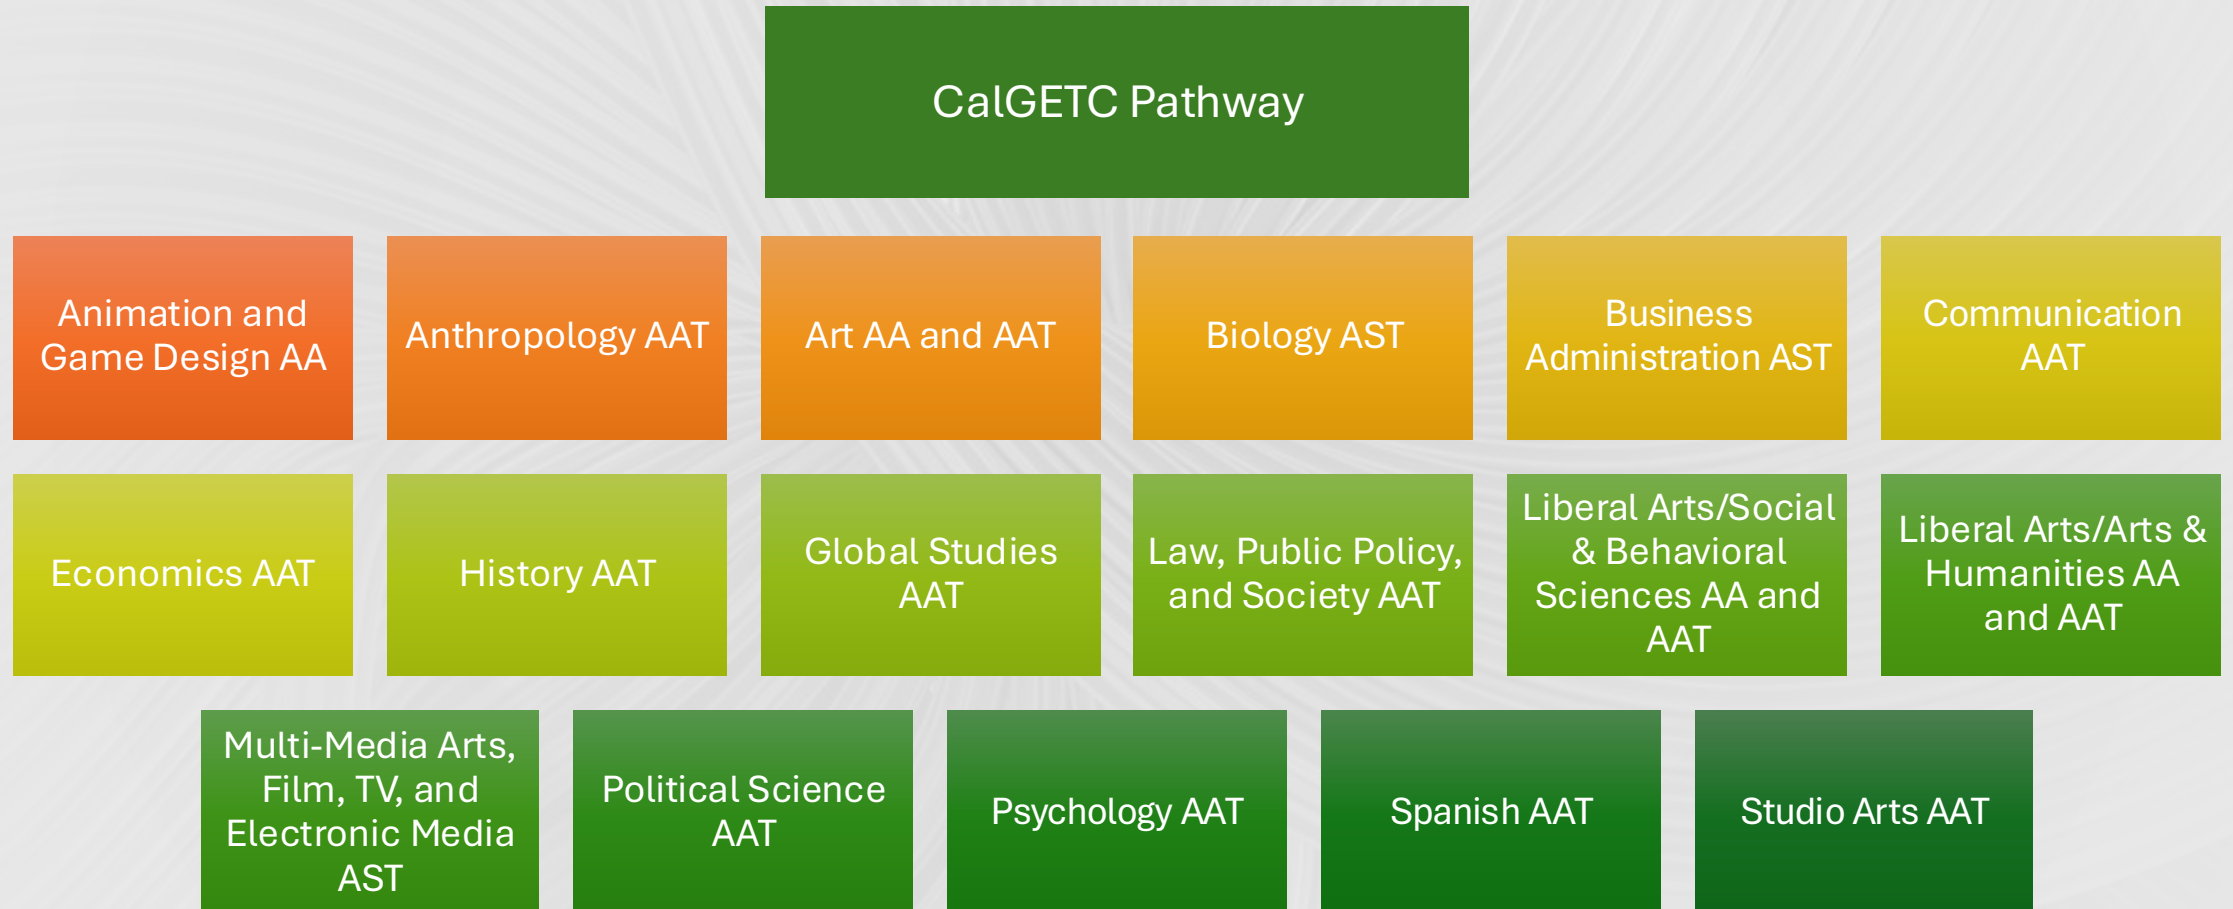 CalGETC Pathway
Animation and
Game Design AA
Anthropology AAT
Art AA and AAT
Biology AST
Business
Administration AST
Communication
AAT
Economics AAT
History AAT
Global Studies
AAT
Law, Public Policy,
and Society AAT
Liberal Arts/Social
& Behavioral
Sciences AA and
AAT
Liberal Arts/Arts &
Humanities AA
and AAT
Multi-Media Arts,
Film, TV, and
Electronic Media
AST
Political Science
AAT
Psychology AAT
Spanish AAT
Studio Arts AAT